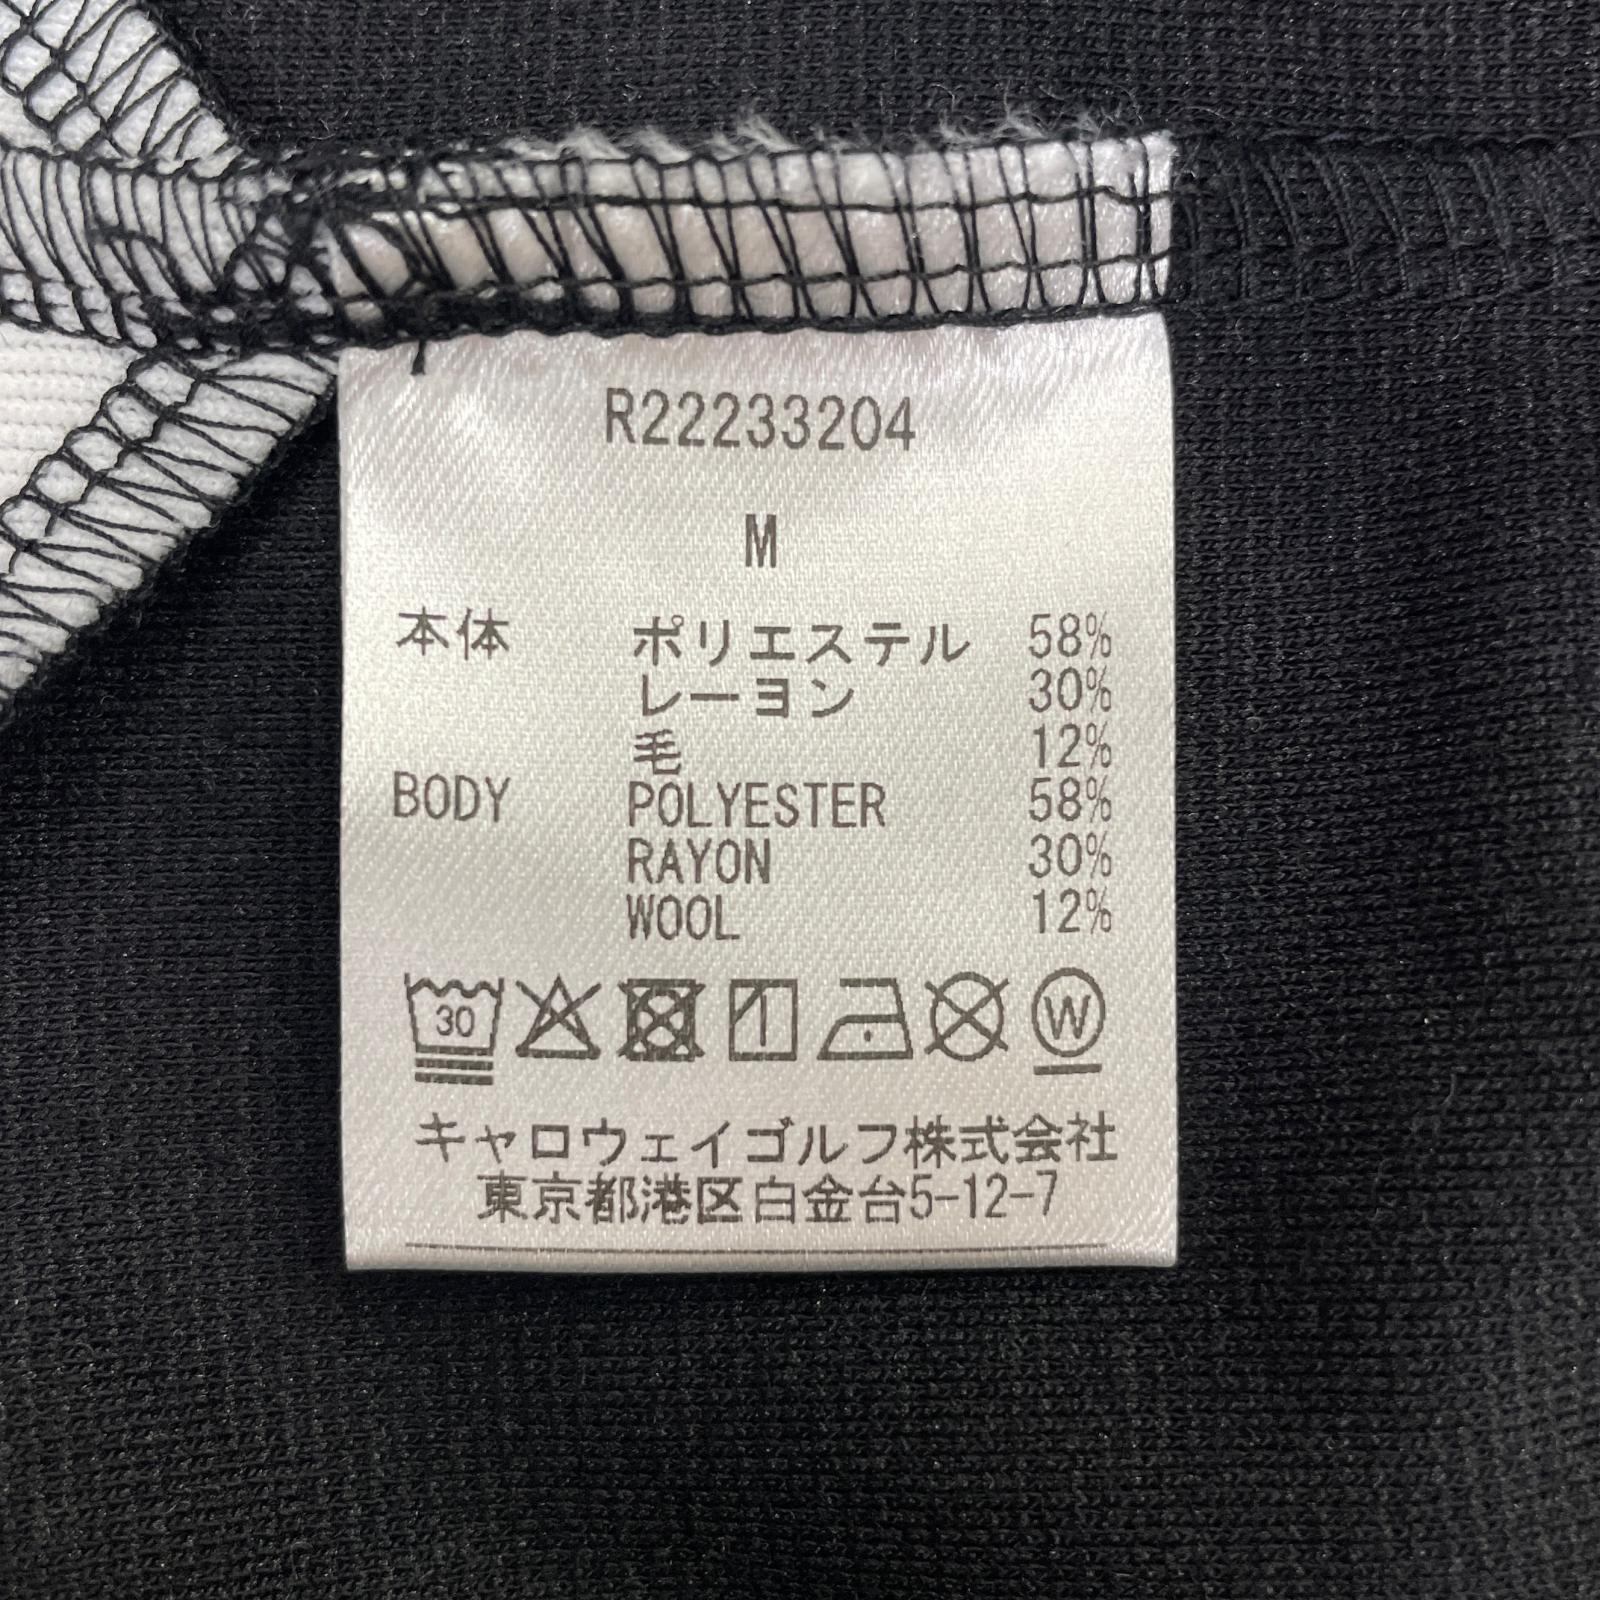 R22233204
M
本体 ポリエステル 58%
レーヨン 30%
毛 12%
BODY POLYESTER 58%
RAYON 30%
WOOL 12%
30 W
キャロウェイゴルフ株式会社
東京都港区白金台5-12-7